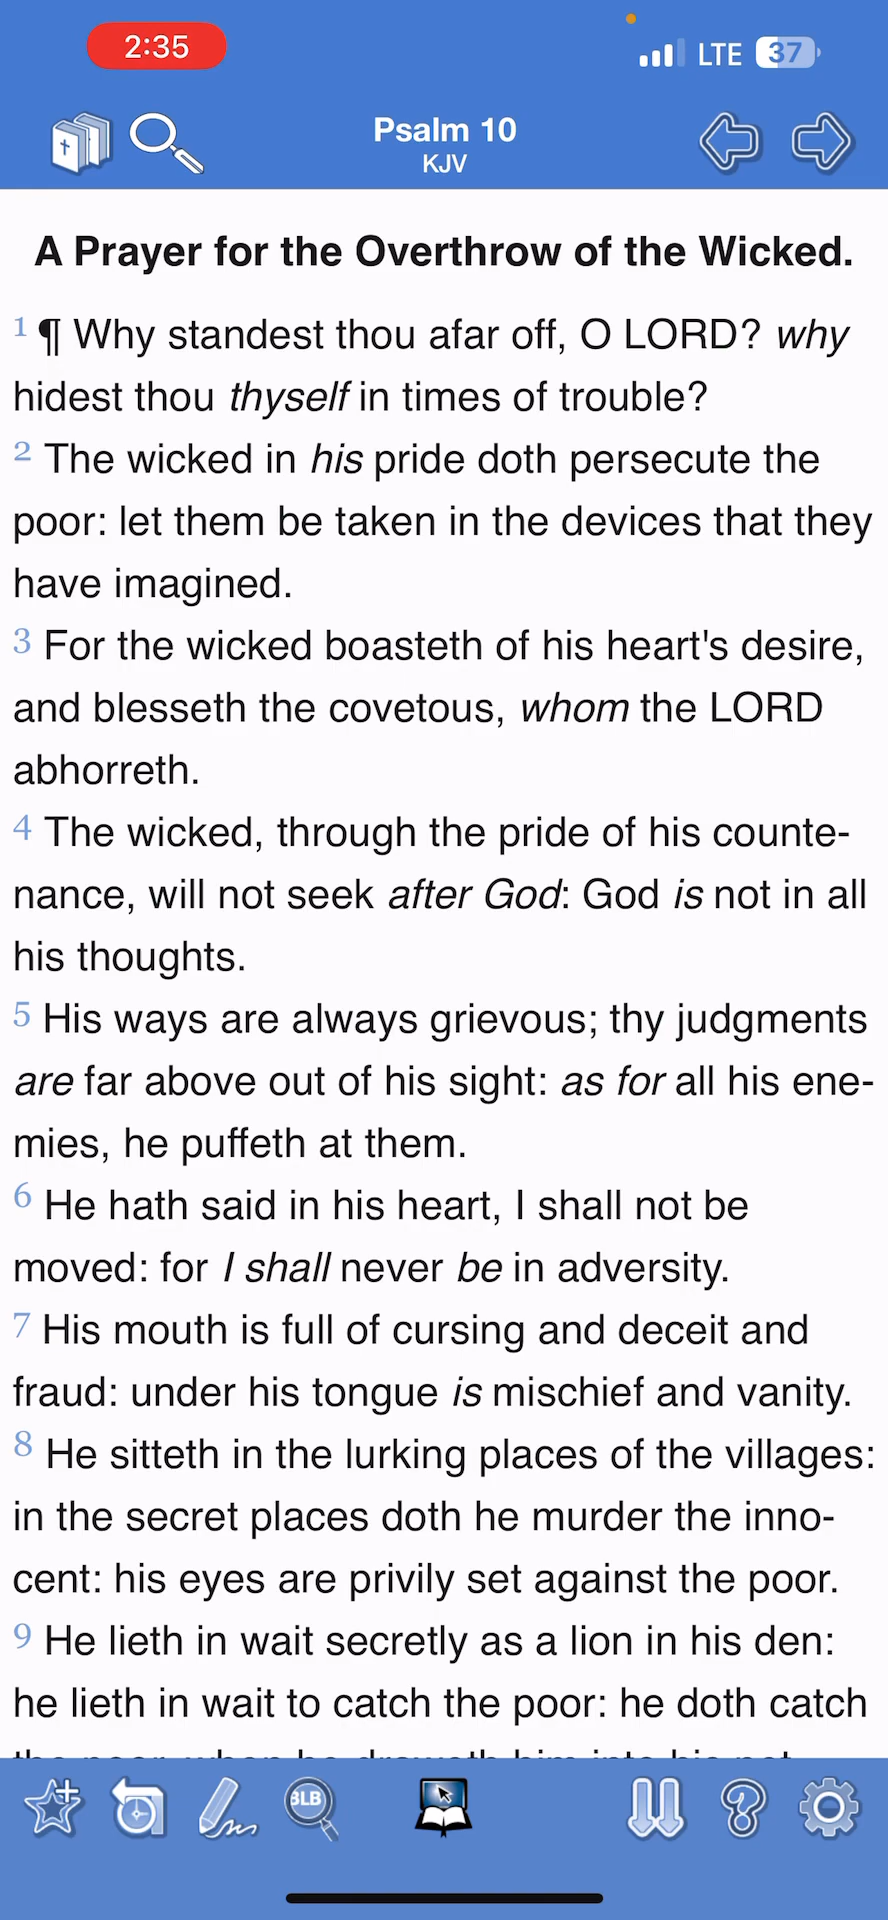 2:35
LTE 37
Psalm 10
KJV
A Prayer for the Overthrow of the Wicked.
1 ¶ Why standest thou afar off, O LORD? why
hidest thou thyself in times of trouble?
2 The wicked in his pride doth persecute the
poor: let them be taken in the devices that they
have imagined.
3 For the wicked boasteth of his heart's desire,
and blesseth the covetous, whom the LORD
abhorreth.
4 The wicked, through the pride of his counte-
nance, will not seek after God: God is not in all
his thoughts.
5 His ways are always grievous; thy judgments
are far above out of his sight: as for all his ene-
mies, he puffeth at them.
6 He hath said in his heart, I shall not be
moved: for I shall never be in adversity.
7 His mouth is full of cursing and deceit and
fraud: under his tongue is mischief and vanity.
8 He sitteth in the lurking places of the villages:
in the secret places doth he murder the inno-
cent: his eyes are privily set against the poor.
9 He lieth in wait secretly as a lion in his den:
he lieth in wait to catch the poor: he doth catch
the poor, when he draweth him into his net.
BLB